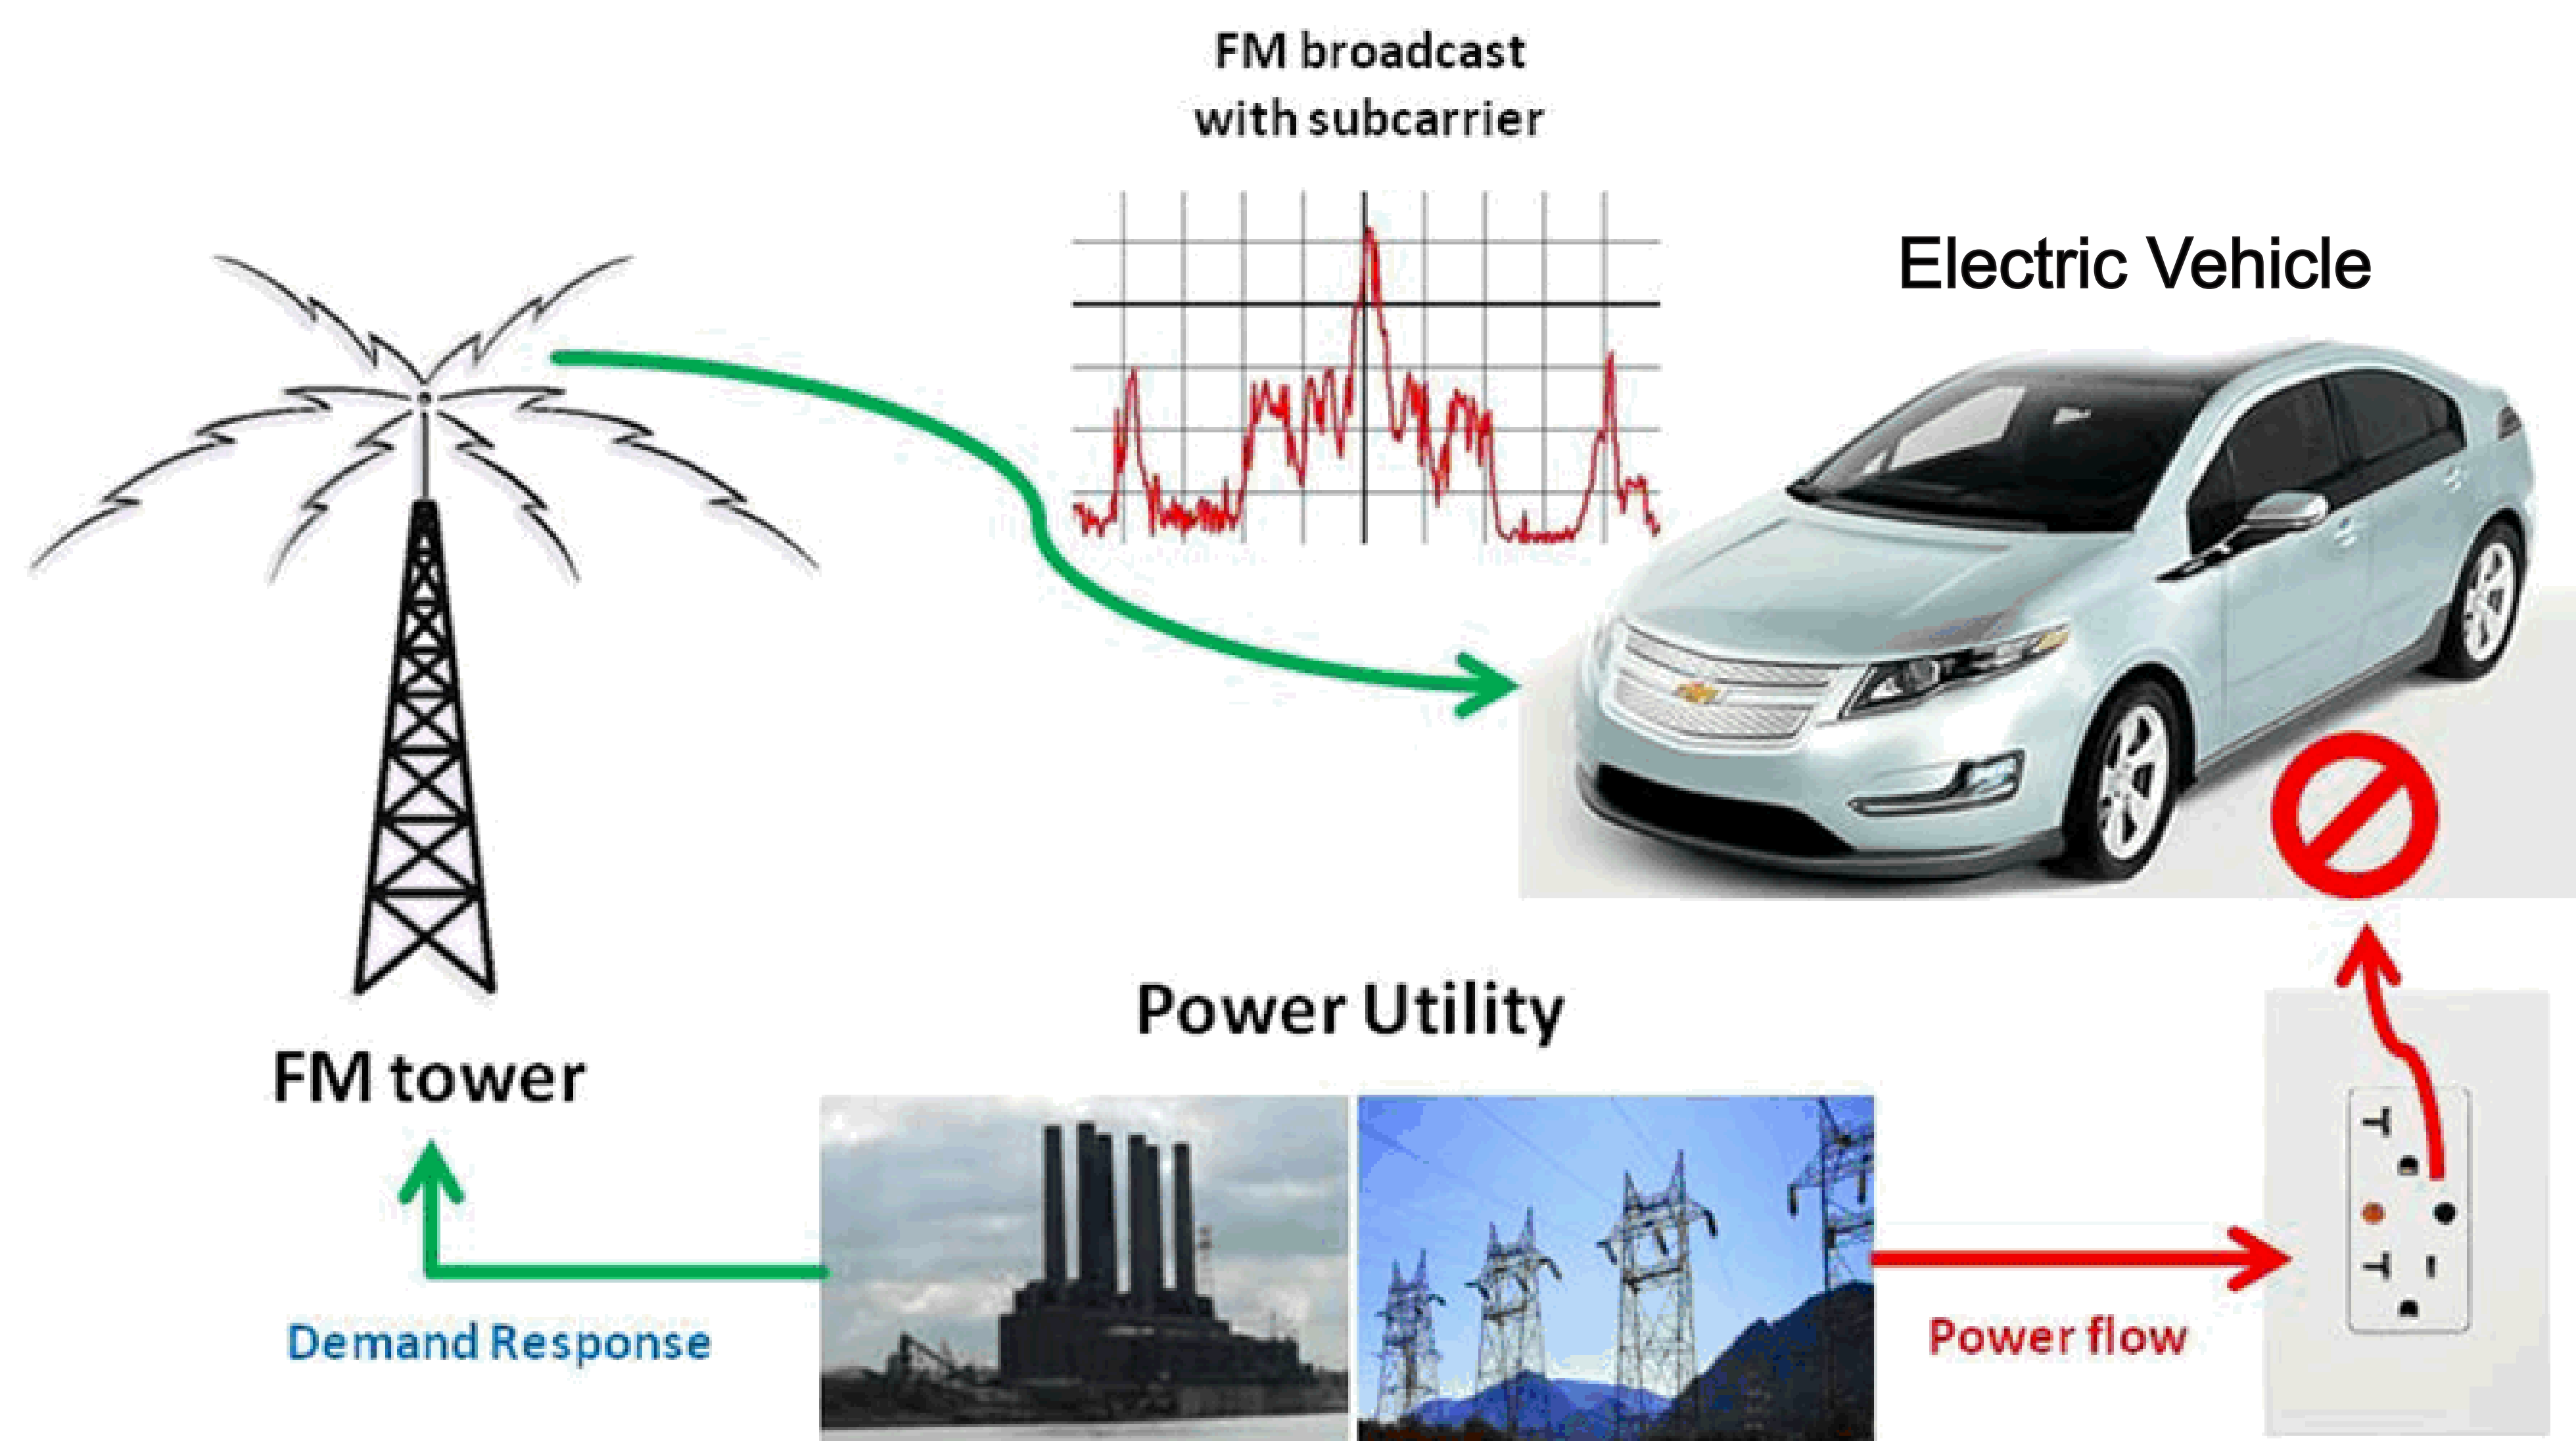 FM broadcast
with subcarrier
Electric Vehicle
FM tower
Power Utility
Demand Response
Power flow